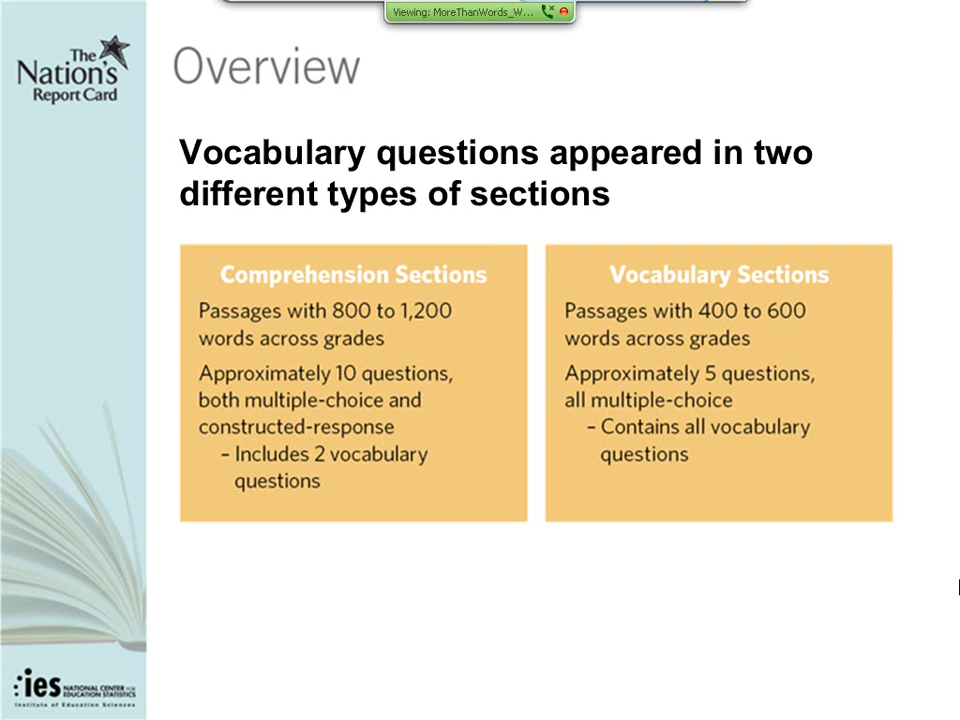 Viewing: MoreThanWords_W...
The
Nation's
Report Card
Overview
Vocabulary questions appeared in two
different types of sections
Comprehension Sections
Passages with 800 to 1,200
words across grades
Approximately 10 questions,
both multiple-choice and
constructed-response
– Includes 2 vocabulary
questions
Vocabulary Sections
Passages with 400 to 600
words across grades
Approximately 5 questions,
all multiple-choice
– Contains all vocabulary
questions
ies NATIONAL CENTER FOR
EDUCATION STATISTICS
Institute of Education Sciences